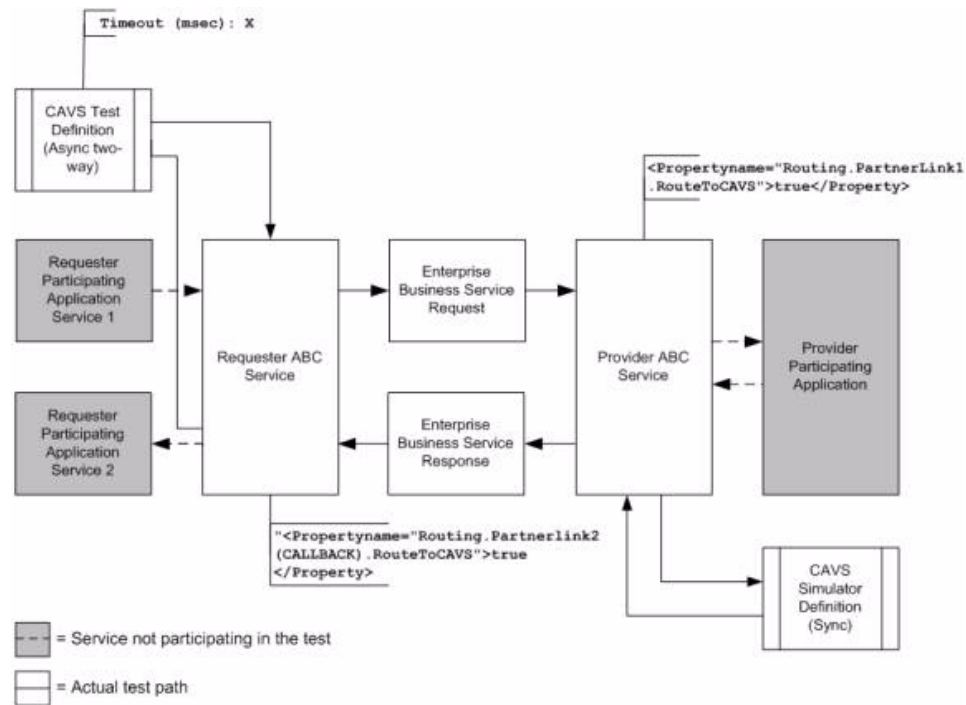 Timeout (msec): X
CAVS Test
Definition
(Async two-
way)
<Propertyname="Routing.PartnerLink1
.RouteToCAVS">true</Property>
Requester
Participating
Application
Service 1
Requester ABC
Service
Enterprise
Business Service
Request
Provider ABC
Service
Provider
Participating
Application
Requester
Participating
Application
Service 2
Enterprise
Business Service
Response
"<Propertyname="Routing.Partnerlink2
(CALLBACK).RouteToCAVS">true
</Property>
CAVS
Simulator
Definition
(Sync)
= Service not participating in the test
= Actual test path